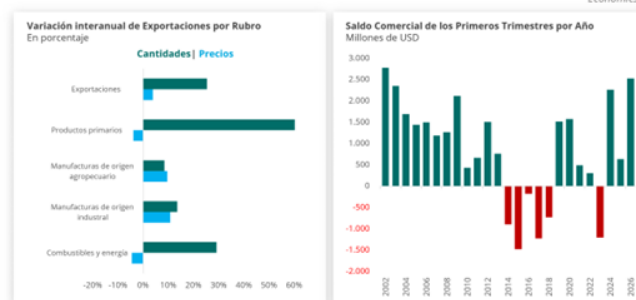 Variación interanual de Exportaciones por Rubro
En porcentaje
Cantidades| Precios
Exportaciones
Productos primarios
Manufacturas de origen
agropecuario
Manufacturas de origen
industral
Combustibles y energía
-20% -10% 0% 10% 20% 30% 40% 50% 60%
Saldo Comercial de los Primeros Trimestres por Año
Millones de USD
3.000
2.500
2.000
1.500
1.000
500
0
-500
-1.000
-1.500
-2.000
2002 2004 2006 2008 2010 2012 2014 2016 2018 2020 2022 2024 2026